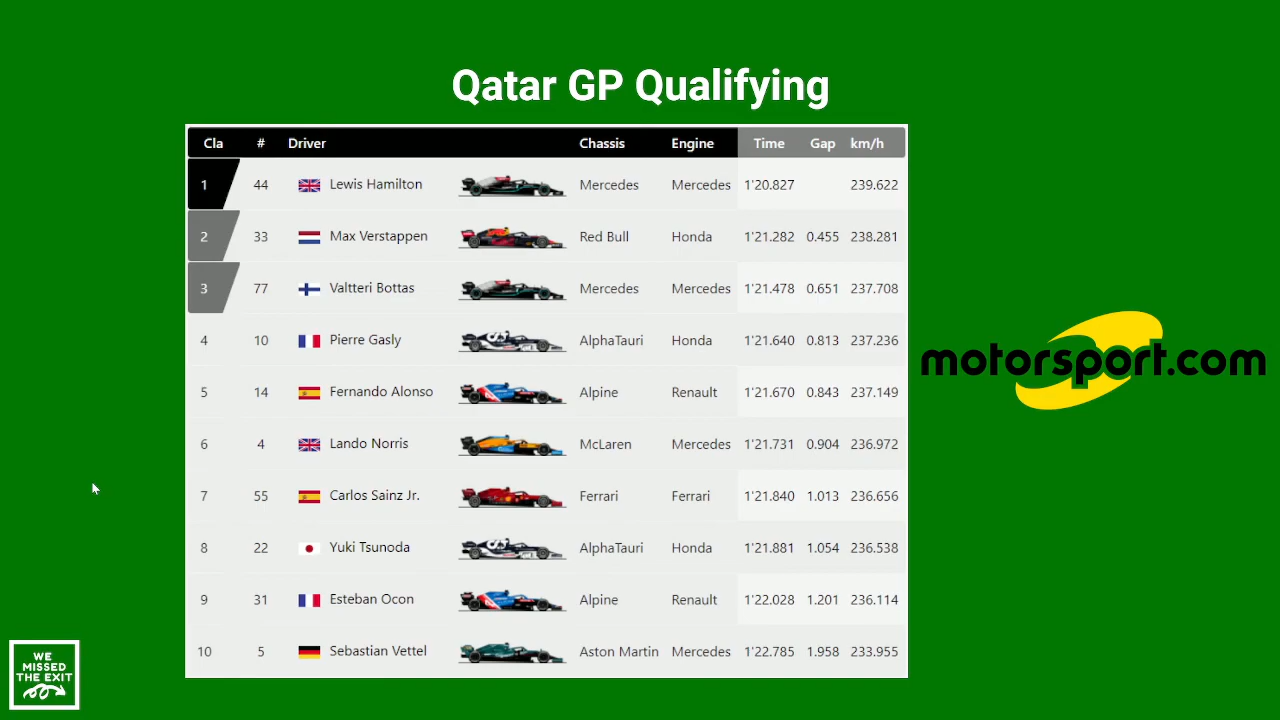 Qatar GP Qualifying
Cla # Driver Chassis Engine Time Gap km/h
1 44 Lewis Hamilton Mercedes Mercedes 1'20.827 239.622
2 33 Max Verstappen Red Bull Honda 1'21.282 0.455 238.281
3 77 Valtteri Bottas Mercedes Mercedes 1'21.478 0.651 237.708
4 10 Pierre Gasly AlphaTauri Honda 1'21.640 0.813 237.236
5 14 Fernando Alonso Alpine Renault 1'21.670 0.843 237.149
6 4 Lando Norris McLaren Mercedes 1'21.731 0.904 236.972
7 55 Carlos Sainz Jr. Ferrari Ferrari 1'21.840 1.013 236.656
8 22 Yuki Tsunoda AlphaTauri Honda 1'21.881 1.054 236.538
9 31 Esteban Ocon Alpine Renault 1'22.028 1.201 236.114
10 5 Sebastian Vettel Aston Martin Mercedes 1'22.785 1.958 233.955
motorsport.com
WE
MISSED
THE EXIT